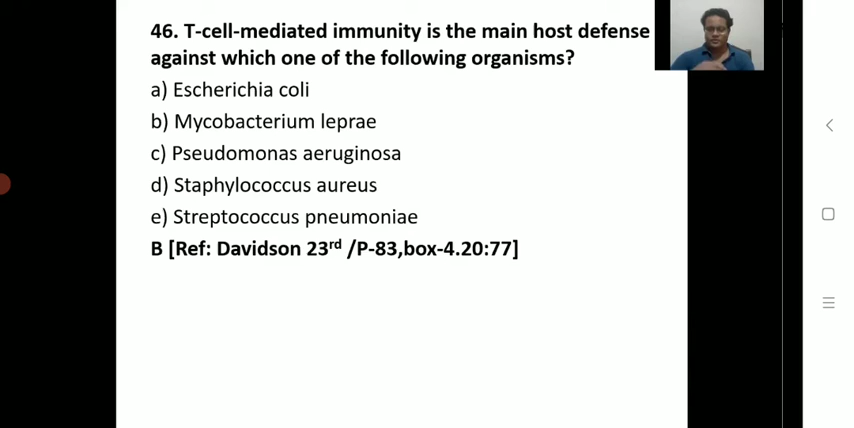 46. T-cell-mediated immunity is the main host defense
against which one of the following organisms?
a) Escherichia coli
b) Mycobacterium leprae
c) Pseudomonas aeruginosa
d) Staphylococcus aureus
e) Streptococcus pneumoniae
B [Ref: Davidson 23rd /P-83,box-4.20:77]